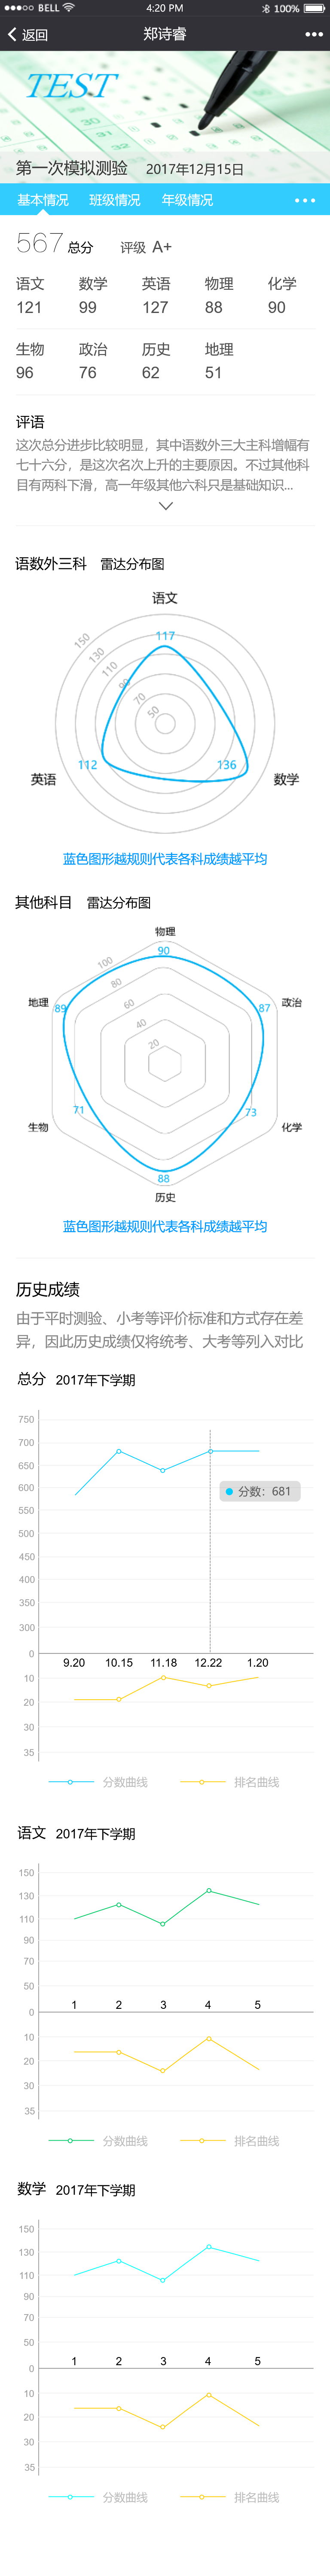 BELL 4:20 PM 100%
返回 郑诗睿
TEST
第一次模拟测验 2017年12月15日
基本情况 班级情况 年级情况
567 总分 评级 A+
语文 数学 英语 物理 化学
121 99 127 88 90
生物 政治 历史 地理
96 76 62 51
评语
这次总分进步比较明显，其中语数外三大主科增幅有
七十六分，是这次名次上升的主要原因。不过其他科
目有两科下滑，高一年级其他六科只是基础知识...
语数外三科 雷达分布图
语文
150
117
130
110
90
70
50
112 136
英语 数学
蓝色图形越规则代表各科成绩越平均
其他科目 雷达分布图
物理
90
100
80
地理 89 87 政治
60
40
20
生物 71 73 化学
88
历史
蓝色图形越规则代表各科成绩越平均
历史成绩
由于平时测验、小考等评价标准和方式存在差
异，因此历史成绩仅将统考、大考等列入对比
总分 2017年下学期
750
700
650
600
分数：681
550
500
450
400
350
300
0
9.20 10.15 11.18 12.22 1.20
10
20
30
35
分数曲线 排名曲线
语文 2017年下学期
150
130
110
90
70
50
1 2 3 4 5
0
10
20
30
35
分数曲线 排名曲线
数学 2017年下学期
150
130
110
90
70
50
1 2 3 4 5
0
10
20
30
35
分数曲线 排名曲线